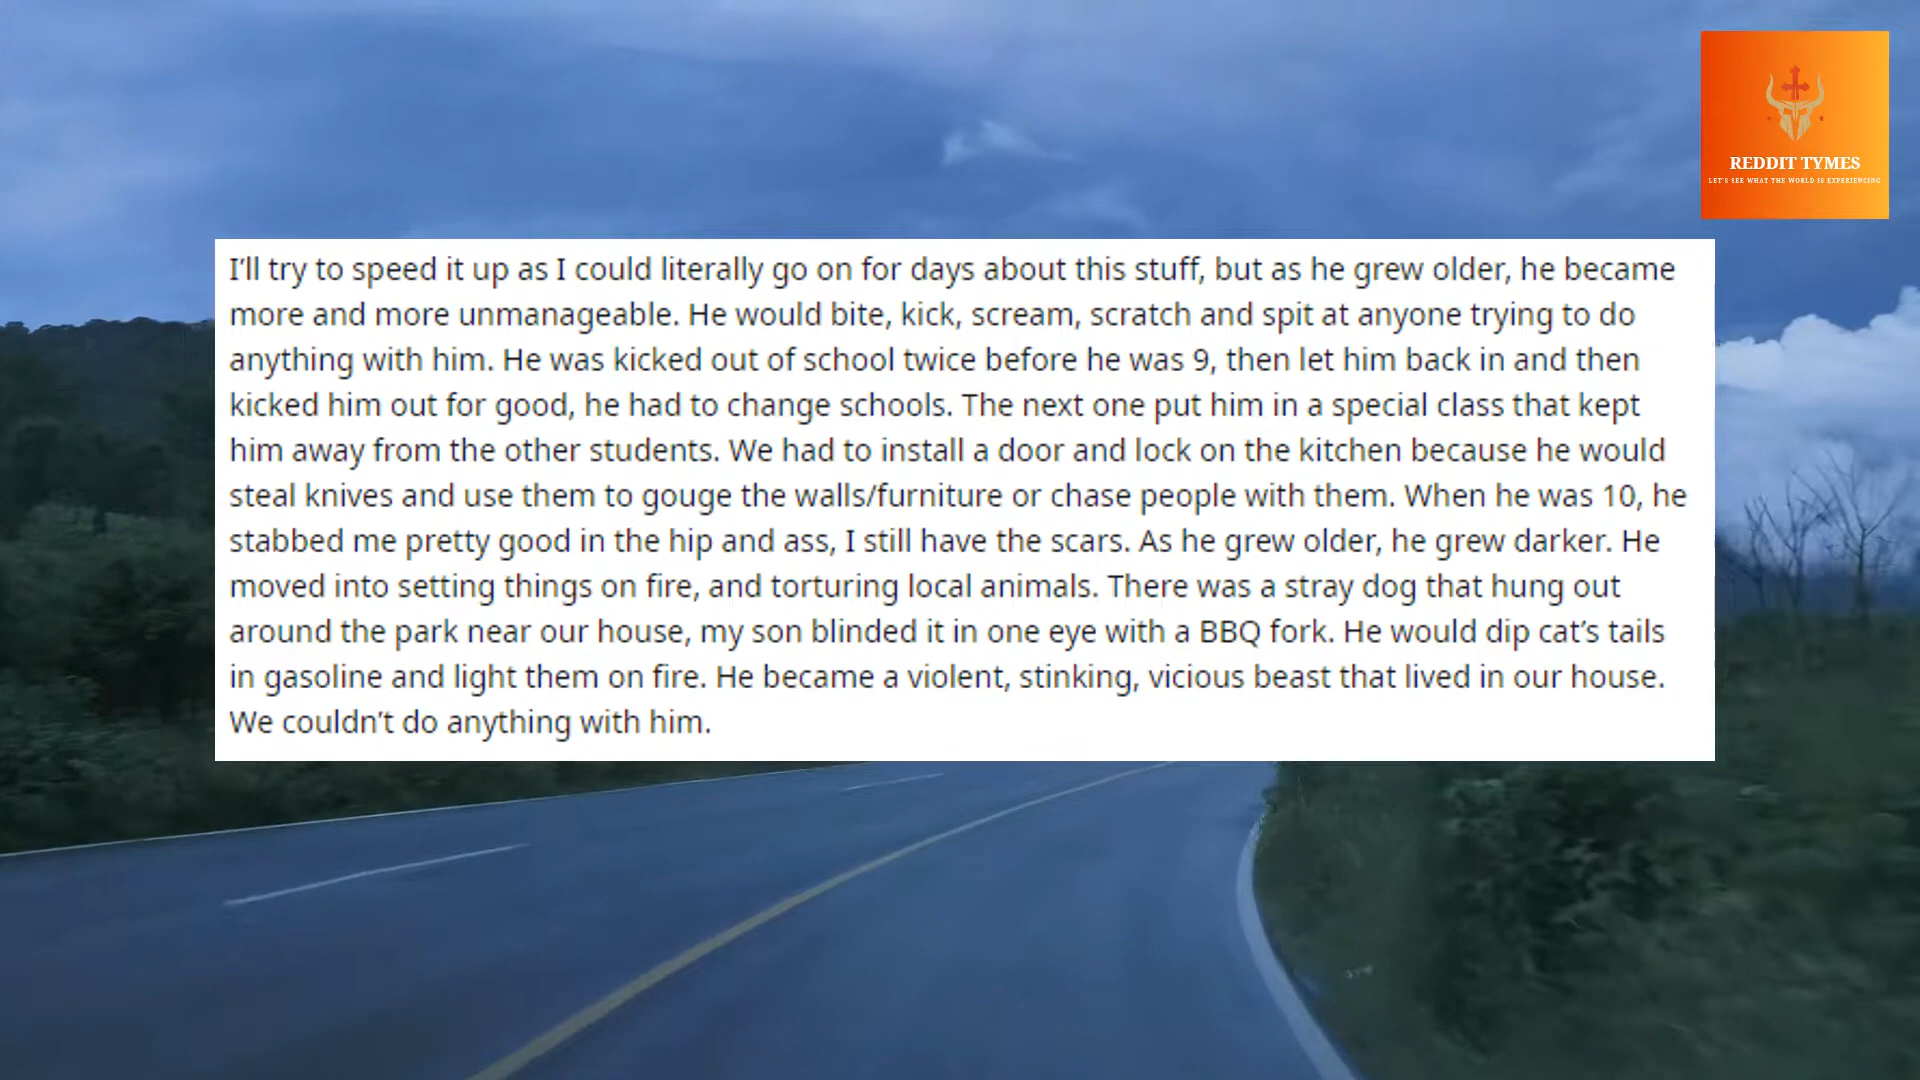 REDDIT TYMES
LET'S SEE WHAT THE WORLD IS EXPERIENCING
I’ll try to speed it up as I could literally go on for days about this stuff, but as he grew older, he became
more and more unmanageable. He would bite, kick, scream, scratch and spit at anyone trying to do
anything with him. He was kicked out of school twice before he was 9, then let him back in and then
kicked him out for good, he had to change schools. The next one put him in a special class that kept
him away from the other students. We had to install a door and lock on the kitchen because he would
steal knives and use them to gouge the walls/furniture or chase people with them. When he was 10, he
stabbed me pretty good in the hip and ass, I still have the scars. As he grew older, he grew darker. He
moved into setting things on fire, and torturing local animals. There was a stray dog that hung out
around the park near our house, my son blinded it in one eye with a BBQ fork. He would dip cat’s tails
in gasoline and light them on fire. He became a violent, stinking, vicious beast that lived in our house.
We couldn’t do anything with him.